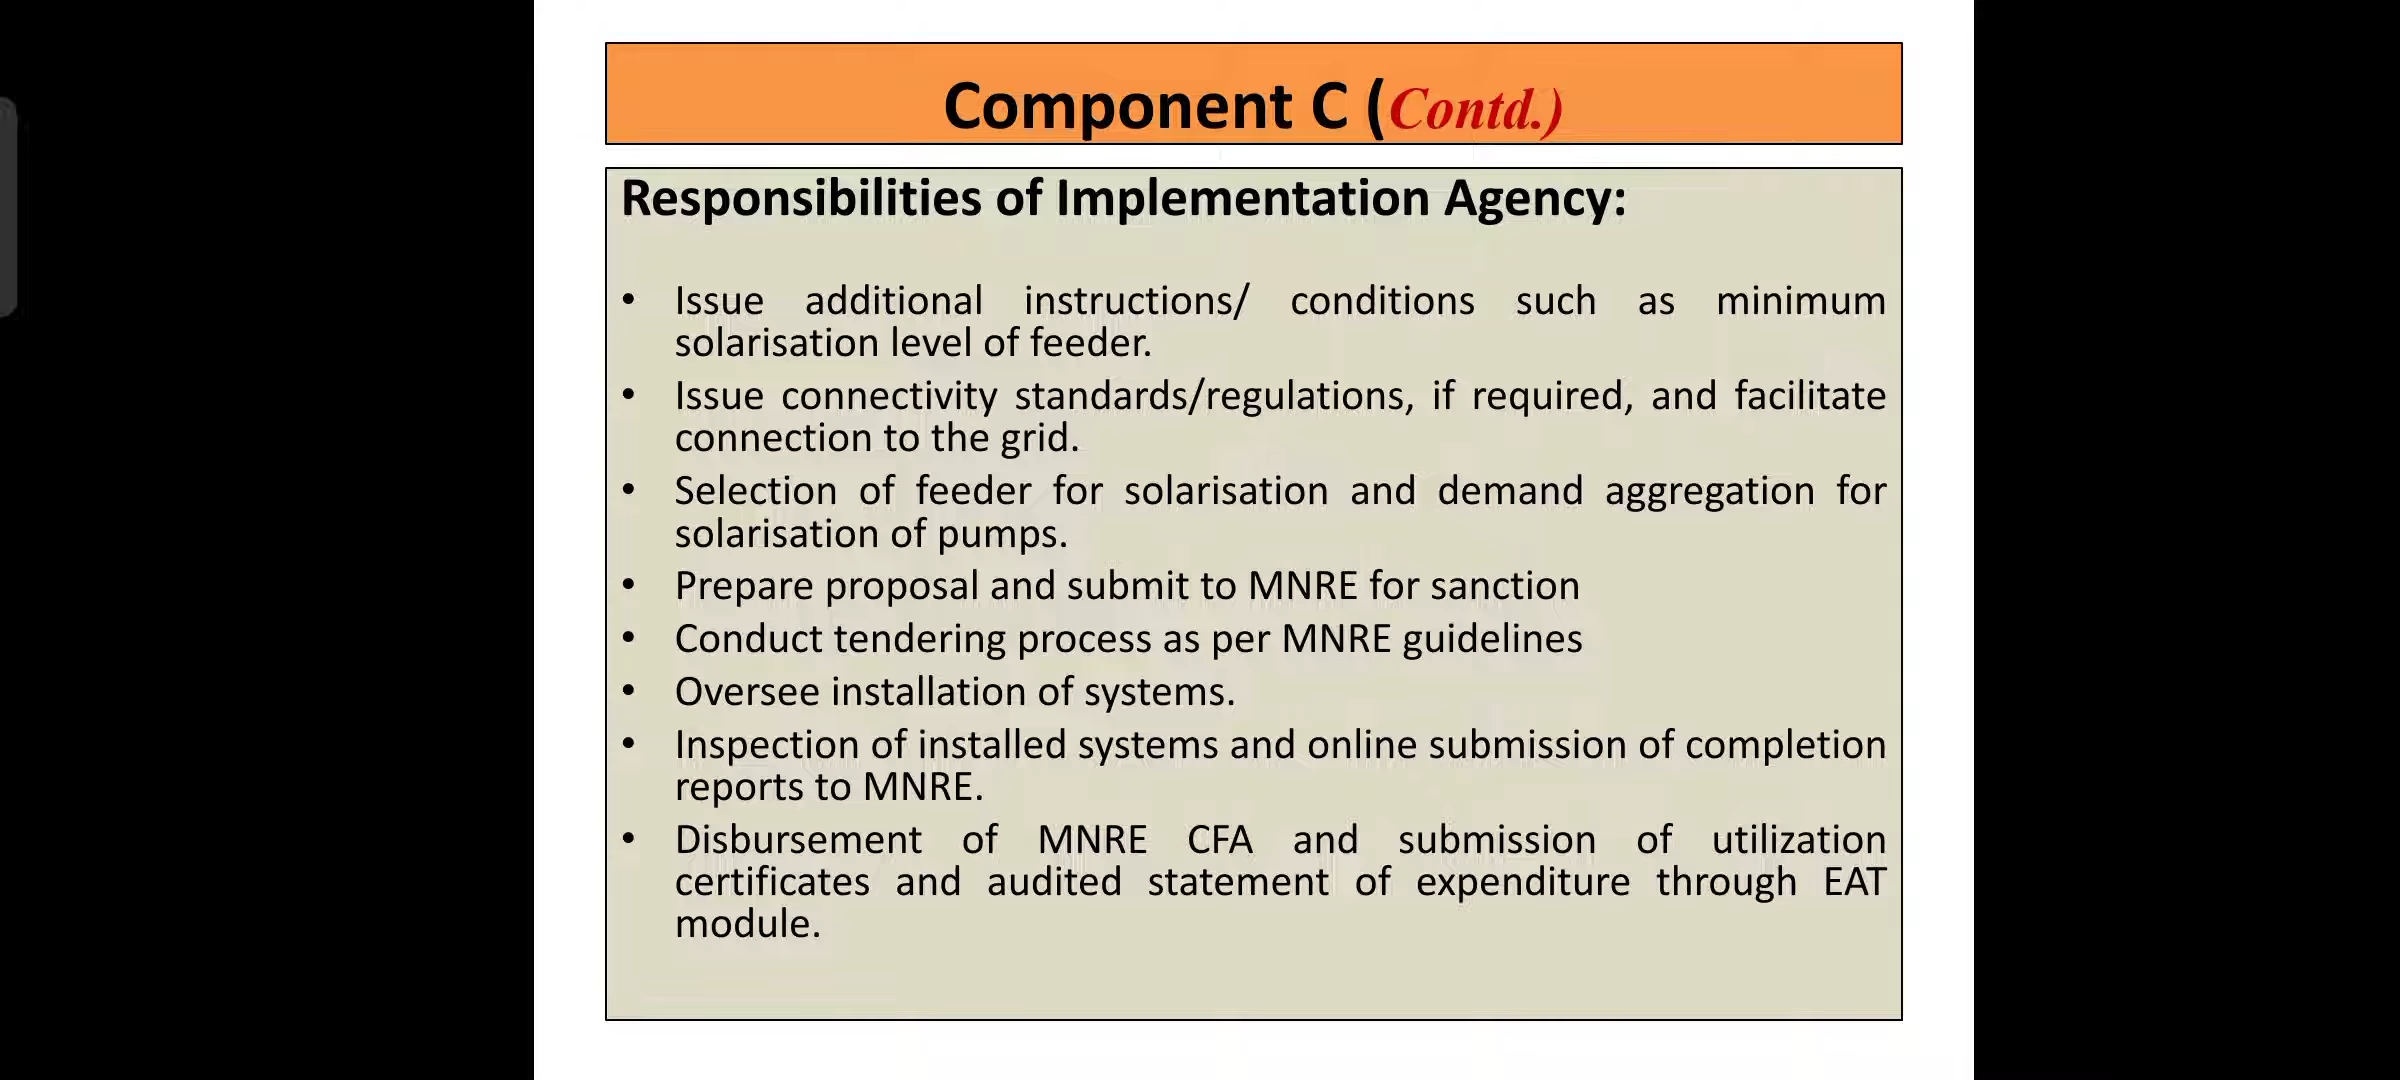 Component C (Contd.)
Responsibilities of Implementation Agency:
• Issue additional instructions/ conditions such as minimum
solarisation level of feeder.
• Issue connectivity standards/regulations, if required, and facilitate
connection to the grid.
• Selection of feeder for solarisation and demand aggregation for
solarisation of pumps.
• Prepare proposal and submit to MNRE for sanction
• Conduct tendering process as per MNRE guidelines
• Oversee installation of systems.
• Inspection of installed systems and online submission of completion
reports to MNRE.
• Disbursement of MNRE CFA and submission of utilization
certificates and audited statement of expenditure through EAT
module.